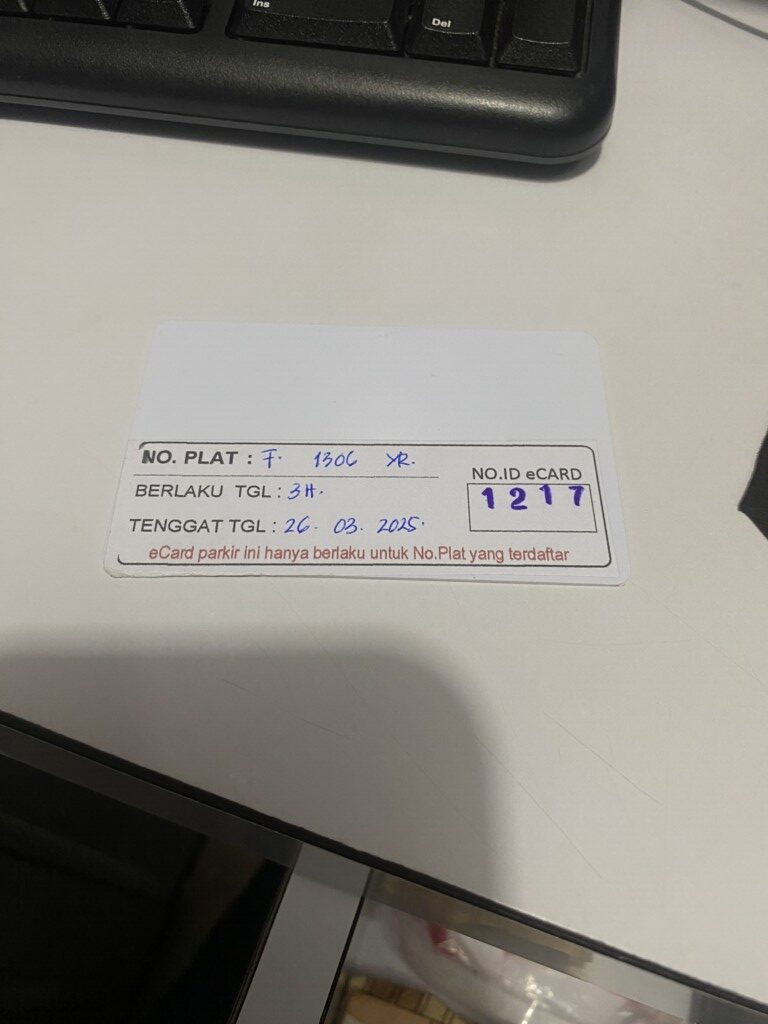 Ins
Del
NO. PLAT : F. 1306 YR.
BERLAKU TGL : 3H.
TENGGAT TGL : 26. 03. 2025.
NO.ID eCARD
1217
eCard parkir ini hanya berlaku untuk No.Plat yang terdaftar